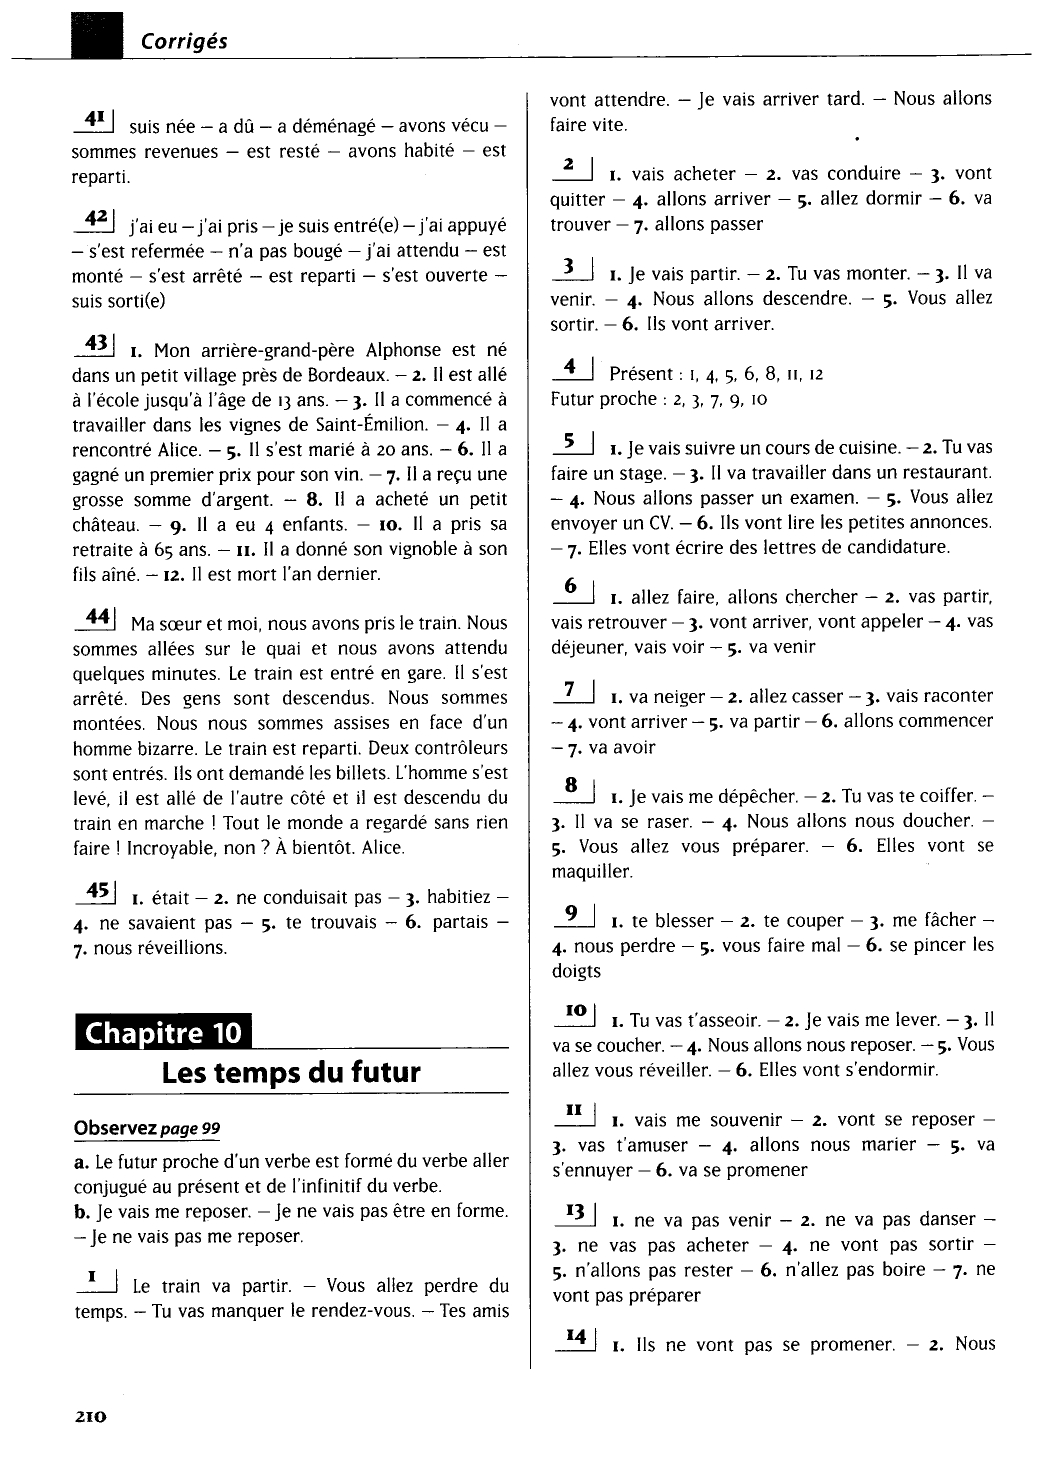 Corrigés
41 suis née – a dû – a déménagé – avons vécu –
sommes revenues – est resté – avons habité – est
reparti.
42 j'ai eu – j'ai pris – je suis entré(e) – j'ai appuyé
– s'est refermée – n'a pas bougé – j'ai attendu – est
monté – s'est arrêté – est reparti – s'est ouverte –
suis sorti(e)
43 1. Mon arrière-grand-père Alphonse est né
dans un petit village près de Bordeaux. – 2. Il est allé
à l'école jusqu'à l'âge de 13 ans. – 3. Il a commencé à
travailler dans les vignes de Saint-Émilion. – 4. Il a
rencontré Alice. – 5. Il s'est marié à 20 ans. – 6. Il a
gagné un premier prix pour son vin. – 7. Il a reçu une
grosse somme d'argent. – 8. Il a acheté un petit
château. – 9. Il a eu 4 enfants. – 10. Il a pris sa
retraite à 65 ans. – 11. Il a donné son vignoble à son
fils aîné. – 12. Il est mort l'an dernier.
44 Ma sœur et moi, nous avons pris le train. Nous
sommes allées sur le quai et nous avons attendu
quelques minutes. Le train est entré en gare. Il s'est
arrêté. Des gens sont descendus. Nous sommes
montées. Nous nous sommes assises en face d'un
homme bizarre. Le train est reparti. Deux contrôleurs
sont entrés. Ils ont demandé les billets. L'homme s'est
levé, il est allé de l'autre côté et il est descendu du
train en marche ! Tout le monde a regardé sans rien
faire ! Incroyable, non ? À bientôt. Alice.
45 1. était – 2. ne conduisait pas – 3. habitiez –
4. ne savaient pas – 5. te trouvais – 6. partais –
7. nous réveillions.
Chapitre 10
Les temps du futur
Observez page 99
a. Le futur proche d'un verbe est formé du verbe aller
conjugué au présent et de l'infinitif du verbe.
b. Je vais me reposer. – Je ne vais pas être en forme.
– Je ne vais pas me reposer.
1 Le train va partir. – Vous allez perdre du
temps. – Tu vas manquer le rendez-vous. – Tes amis
vont attendre. – Je vais arriver tard. – Nous allons
faire vite.
2 1. vais acheter – 2. vas conduire – 3. vont
quitter – 4. allons arriver – 5. allez dormir – 6. va
trouver – 7. allons passer
3 1. Je vais partir. – 2. Tu vas monter. – 3. Il va
venir. – 4. Nous allons descendre. – 5. Vous allez
sortir. – 6. Ils vont arriver.
4 Présent : 1, 4, 5, 6, 8, 11, 12
Futur proche : 2, 3, 7, 9, 10
5 1. Je vais suivre un cours de cuisine. – 2. Tu vas
faire un stage. – 3. Il va travailler dans un restaurant.
– 4. Nous allons passer un examen. – 5. Vous allez
envoyer un CV. – 6. Ils vont lire les petites annonces.
– 7. Elles vont écrire des lettres de candidature.
6 1. allez faire, allons chercher – 2. vas partir,
vais retrouver – 3. vont arriver, vont appeler – 4. vas
déjeuner, vais voir – 5. va venir
7 1. va neiger – 2. allez casser – 3. vais raconter
– 4. vont arriver – 5. va partir – 6. allons commencer
– 7. va avoir
8 1. Je vais me dépêcher. – 2. Tu vas te coiffer. –
3. Il va se raser. – 4. Nous allons nous doucher. –
5. Vous allez vous préparer. – 6. Elles vont se
maquiller.
9 1. te blesser – 2. te couper – 3. me fâcher –
4. nous perdre – 5. vous faire mal – 6. se pincer les
doigts
10 1. Tu vas t'asseoir. – 2. Je vais me lever. – 3. Il
va se coucher. – 4. Nous allons nous reposer. – 5. Vous
allez vous réveiller. – 6. Elles vont s'endormir.
11 1. vais me souvenir – 2. vont se reposer –
3. vas t'amuser – 4. allons nous marier – 5. va
s'ennuyer – 6. va se promener
13 1. ne va pas venir – 2. ne va pas danser –
3. ne vas pas acheter – 4. ne vont pas sortir –
5. n'allons pas rester – 6. n'allez pas boire – 7. ne
vont pas préparer
14 1. Ils ne vont pas se promener. – 2. Nous
210